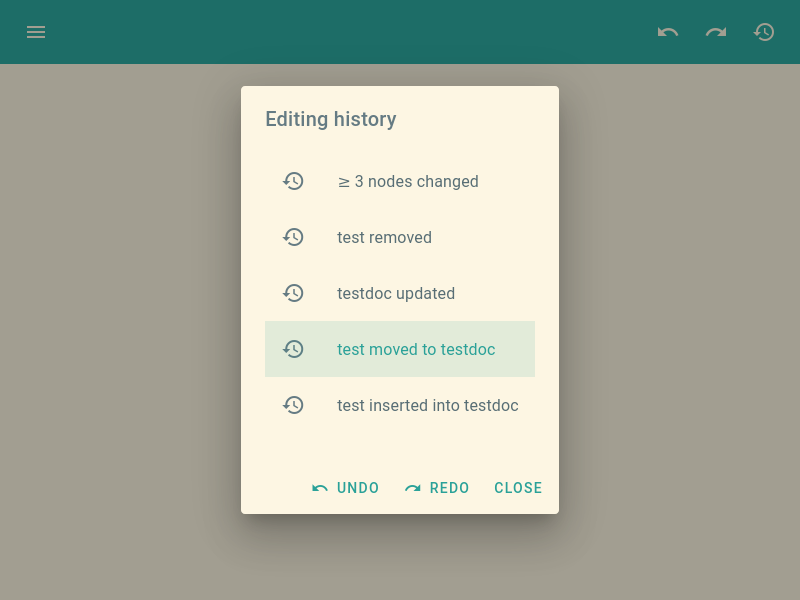 Editing history
≥ 3 nodes changed
test removed
testdoc updated
test moved to testdoc
test inserted into testdoc
UNDO REDO CLOSE